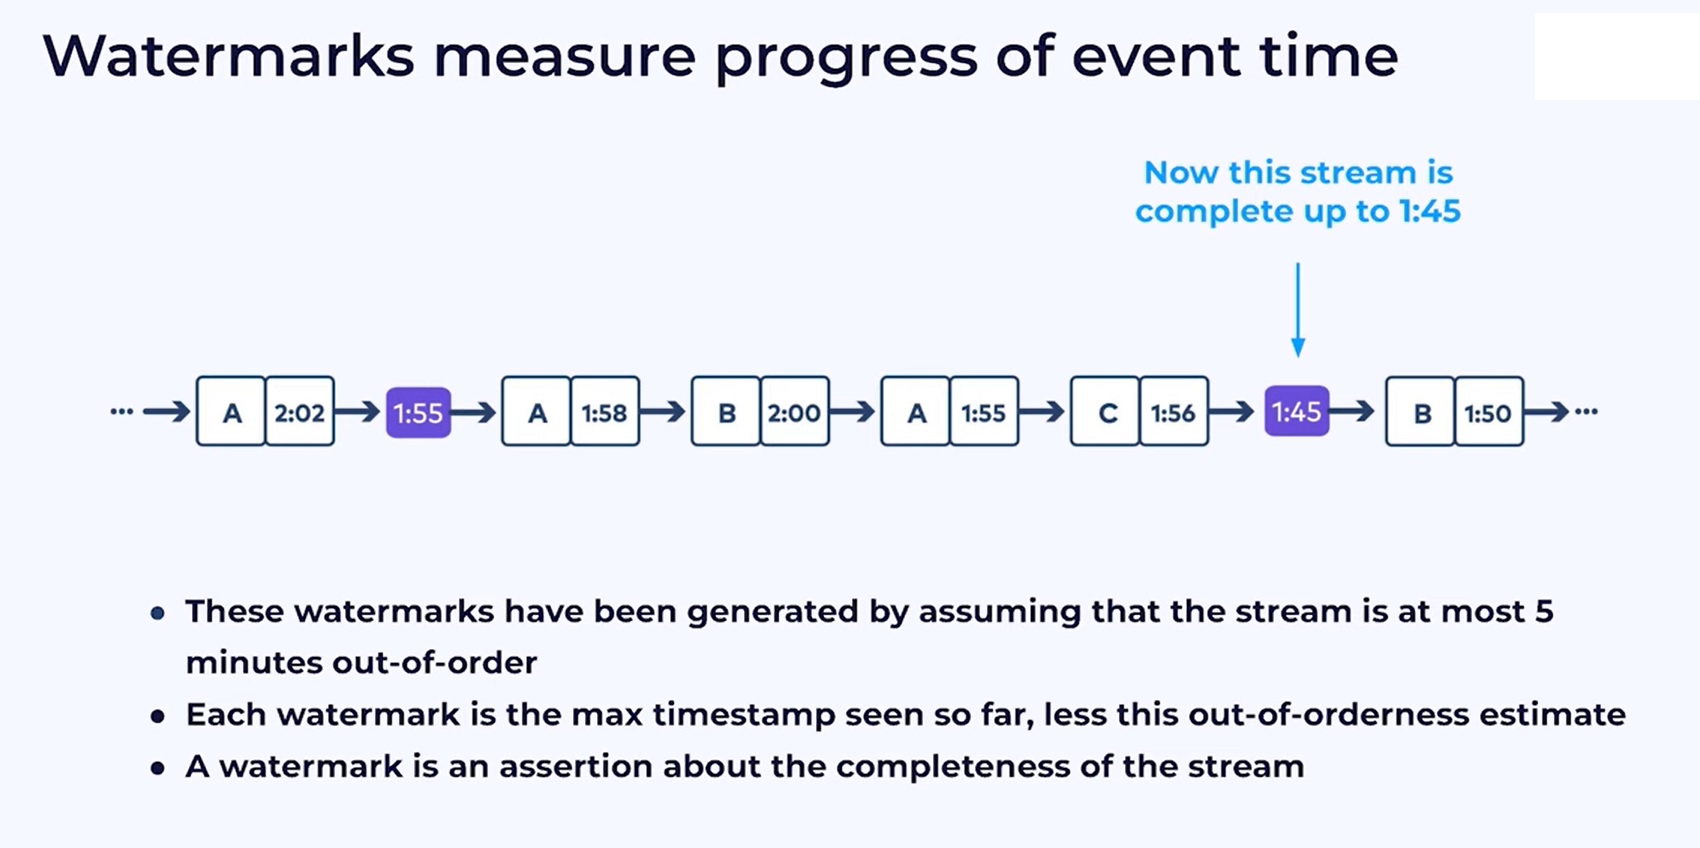 Watermarks measure progress of event time
Now this stream is
complete up to 1:45
... A 2:02 1:55 A 1:58 B 2:00 A 1:55 C 1:56 1:45 B 1:50 ...
• These watermarks have been generated by assuming that the stream is at most 5
minutes out-of-order
• Each watermark is the max timestamp seen so far, less this out-of-orderness estimate
• A watermark is an assertion about the completeness of the stream